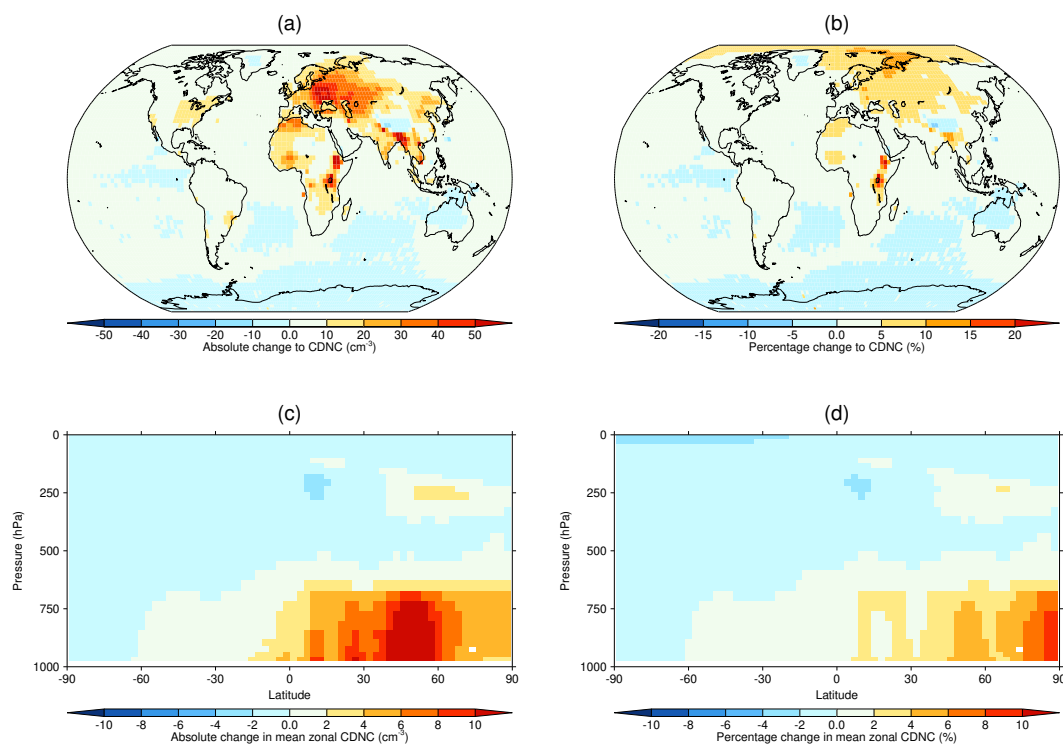 (a)
(b)
-50 -40 -30 -20 -10 0.0 10 20 30 40 50
Absolute change to CDNC (cm⁻³)
-20 -15 -10 -5 0.0 5 10 15 20
Percentage change to CDNC (%)
(c)
(d)
0
250
500
750
1000
Pressure (hPa)
-90 -60 -30 0 30 60 90
Latitude
-10 -8 -6 -4 -2 0.0 2 4 6 8 10
Absolute change in mean zonal CDNC (cm⁻³)
0
250
500
750
1000
Pressure (hPa)
-90 -60 -30 0 30 60 90
Latitude
-10 -8 -6 -4 -2 0.0 2 4 6 8 10
Percentage change in mean zonal CDNC (%)